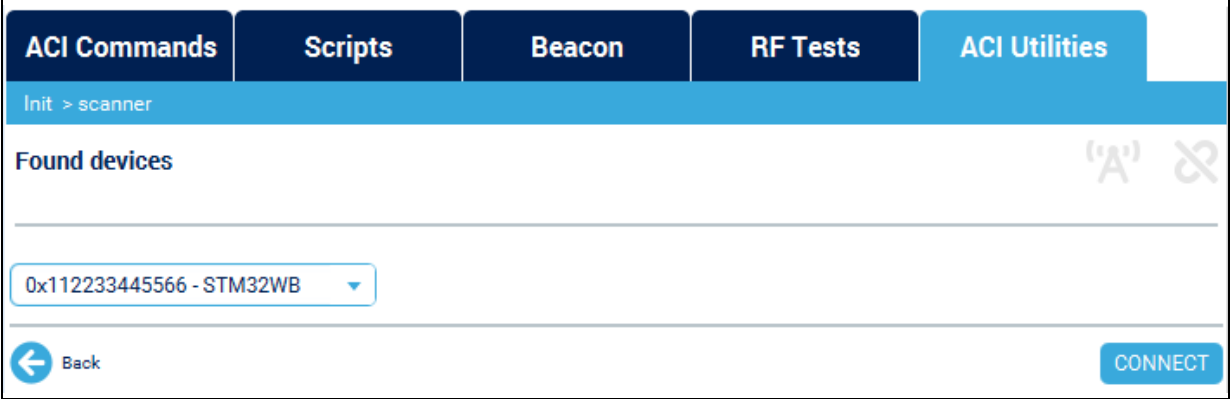 ACI Commands Scripts Beacon RF Tests ACI Utilities
Init > scanner
Found devices
0x112233445566 - STM32WB
Back CONNECT